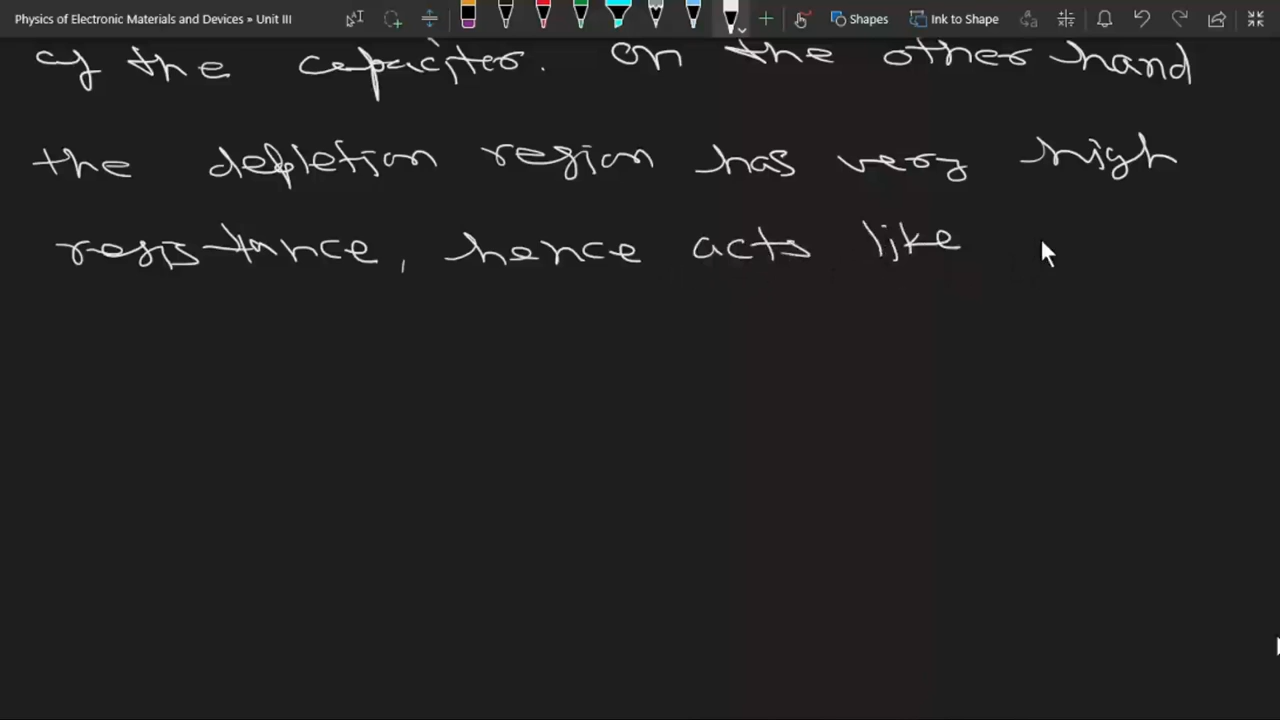 Physics of Electronic Materials and Devices » Unit III
Shapes
Ink to Shape
of the capacitor. On the other hand
the depletion region has very high
resistance, hence acts like